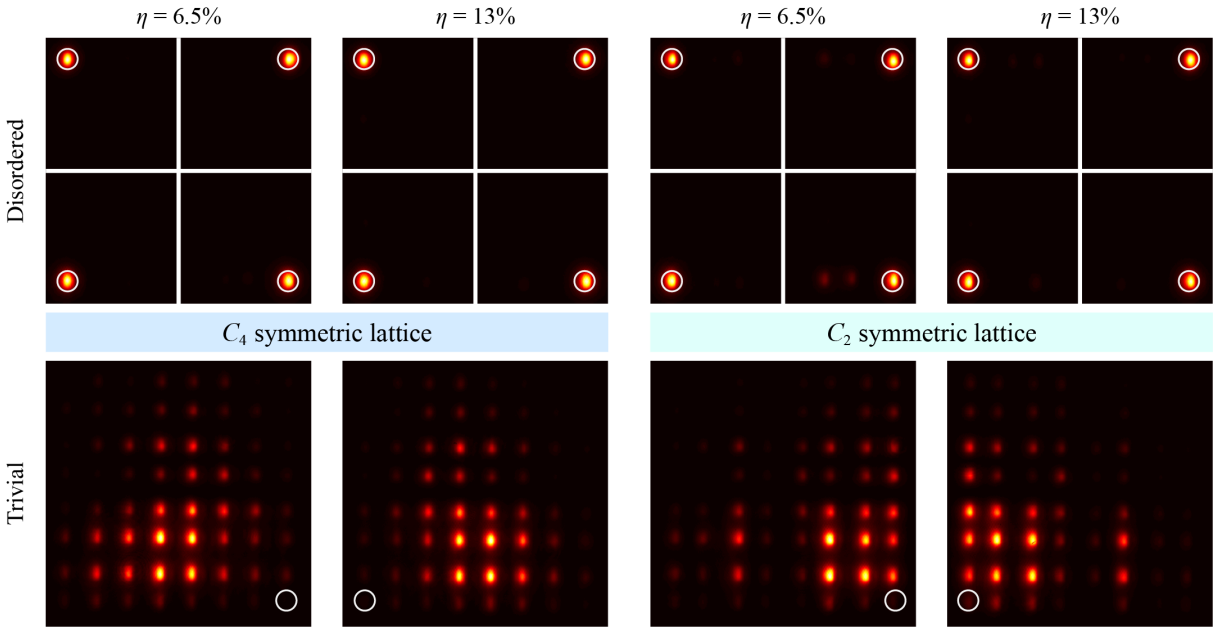 η = 6.5%
η = 13%
η = 6.5%
η = 13%
Disordered
C₄ symmetric lattice
C₂ symmetric lattice
Trivial